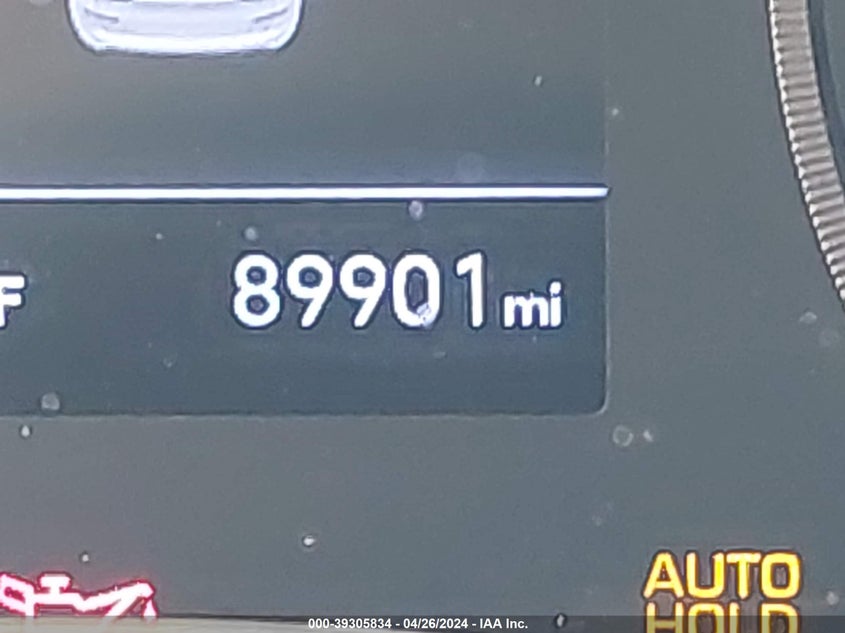 F 89901 mi
AUTO
HOLD
000-39305834 - 04/26/2024 - IAA Inc.